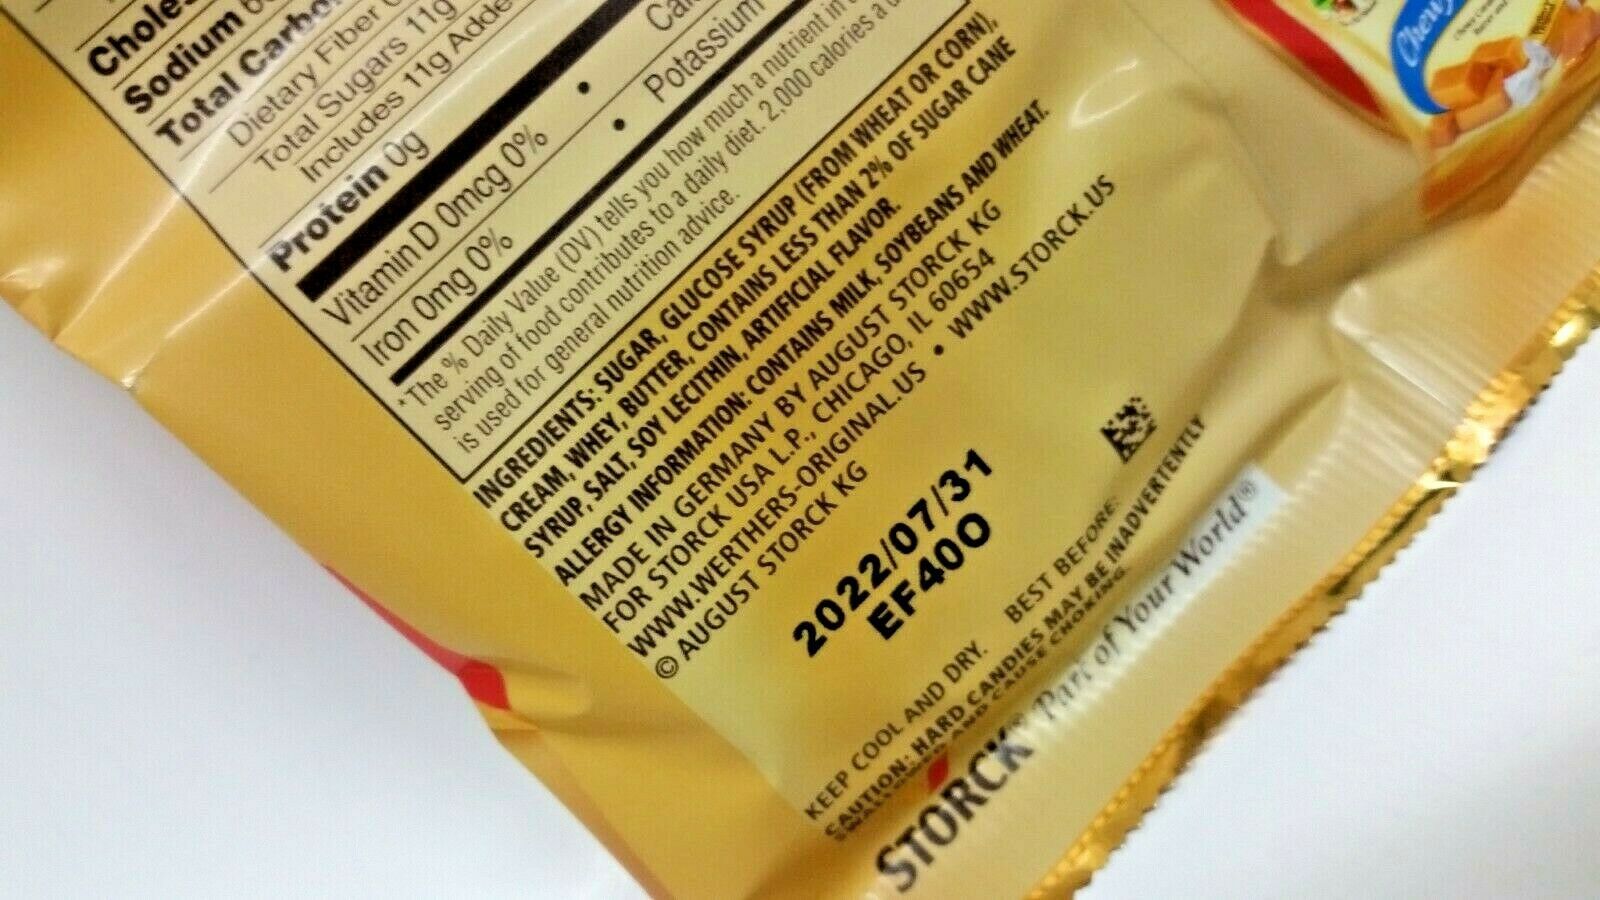 Choles
Sodium
Total Carbo
Dietary Fiber
Total Sugars 11g
Includes 11g Adde
Protein 0g
Vitamin D 0mcg 0% •
Iron 0mg 0% • Potassium
*The % Daily Value (DV) tells you how much a nutrient in
serving of food contributes to a daily diet. 2,000 calories a
is used for general nutrition advice.
INGREDIENTS: SUGAR, GLUCOSE SYRUP (FROM WHEAT OR CORN),
CREAM, WHEY, BUTTER, CONTAINS LESS THAN 2% OF SUGAR CANE
SYRUP, SALT, SOY LECITHIN, ARTIFICIAL FLAVOR.
ALLERGY INFORMATION: CONTAINS MILK, SOYBEANS AND WHEAT.
MADE IN GERMANY BY AUGUST STORCK KG
FOR STORCK USA L.P., CHICAGO, IL 60654
WWW.WERTHERS-ORIGINAL.US • WWW.STORCK.US
© AUGUST STORCK KG
2022/07/31
EF40O
KEEP COOL AND DRY. BEST BEFORE:
CAUTION: HARD CANDIES MAY BE INADVERTENTLY
SWALLOWED AND CAUSE CHOKING
STORCK® Part of Your World®
Chewy